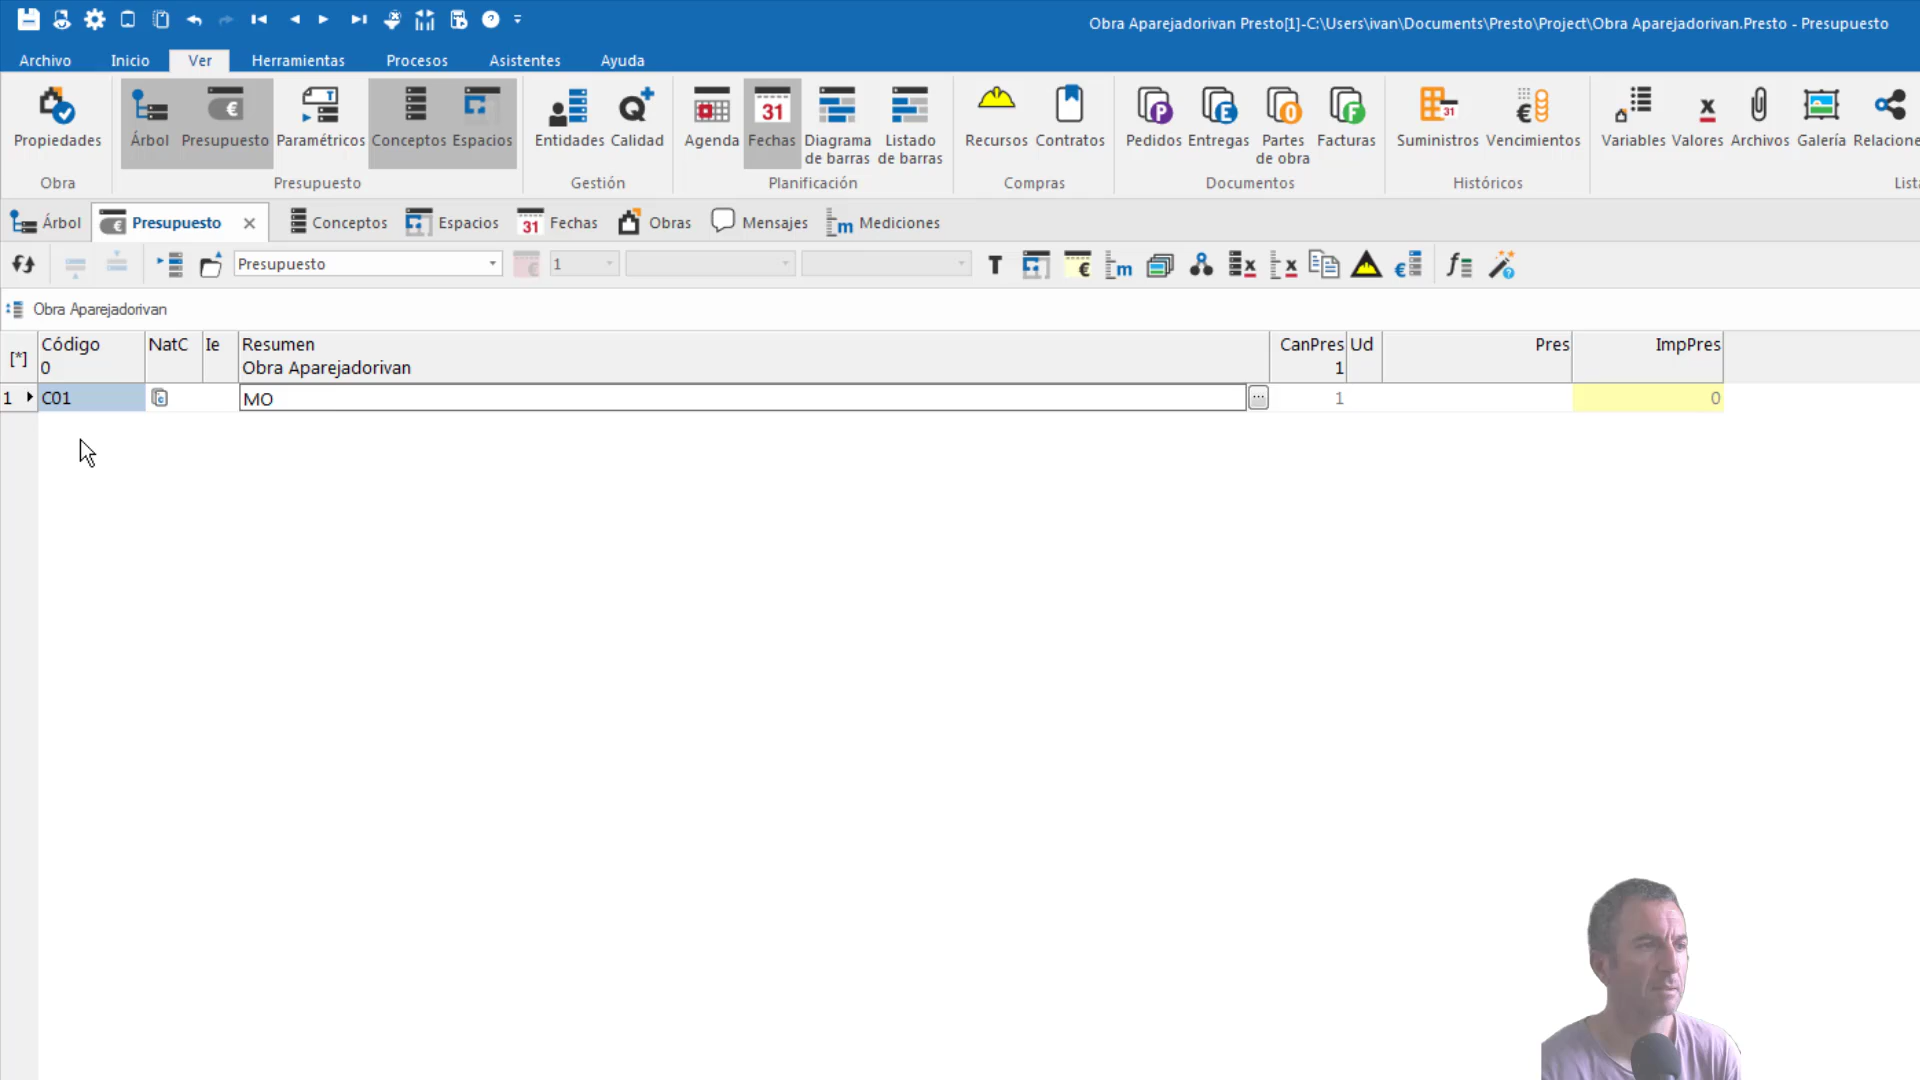 Obra Aparejadorivan Presto[1]-C:\Users\ivan\Documents\Presto\Project\Obra Aparejadorivan.Presto - Presupuesto
Archivo Inicio Ver Herramientas Procesos Asistentes Ayuda
Propiedades Árbol Presupuesto Paramétricos Conceptos Espacios Entidades Calidad Agenda Fechas Diagrama de barras Listado de barras Recursos Contratos Pedidos Entregas Partes de obra Facturas Suministros Vencimientos Variables Valores Archivos Galería Relacione
Obra Presupuesto Gestión Planificación Compras Documentos Históricos Lista
Árbol Presupuesto Conceptos Espacios 31 Fechas Obras Mensajes Mediciones
Presupuesto 1
Obra Aparejadorivan
[*] Código NatC Ie Resumen CanPres Ud Pres ImpPres
0 Obra Aparejadorivan 1
1 C01 MO 1 0